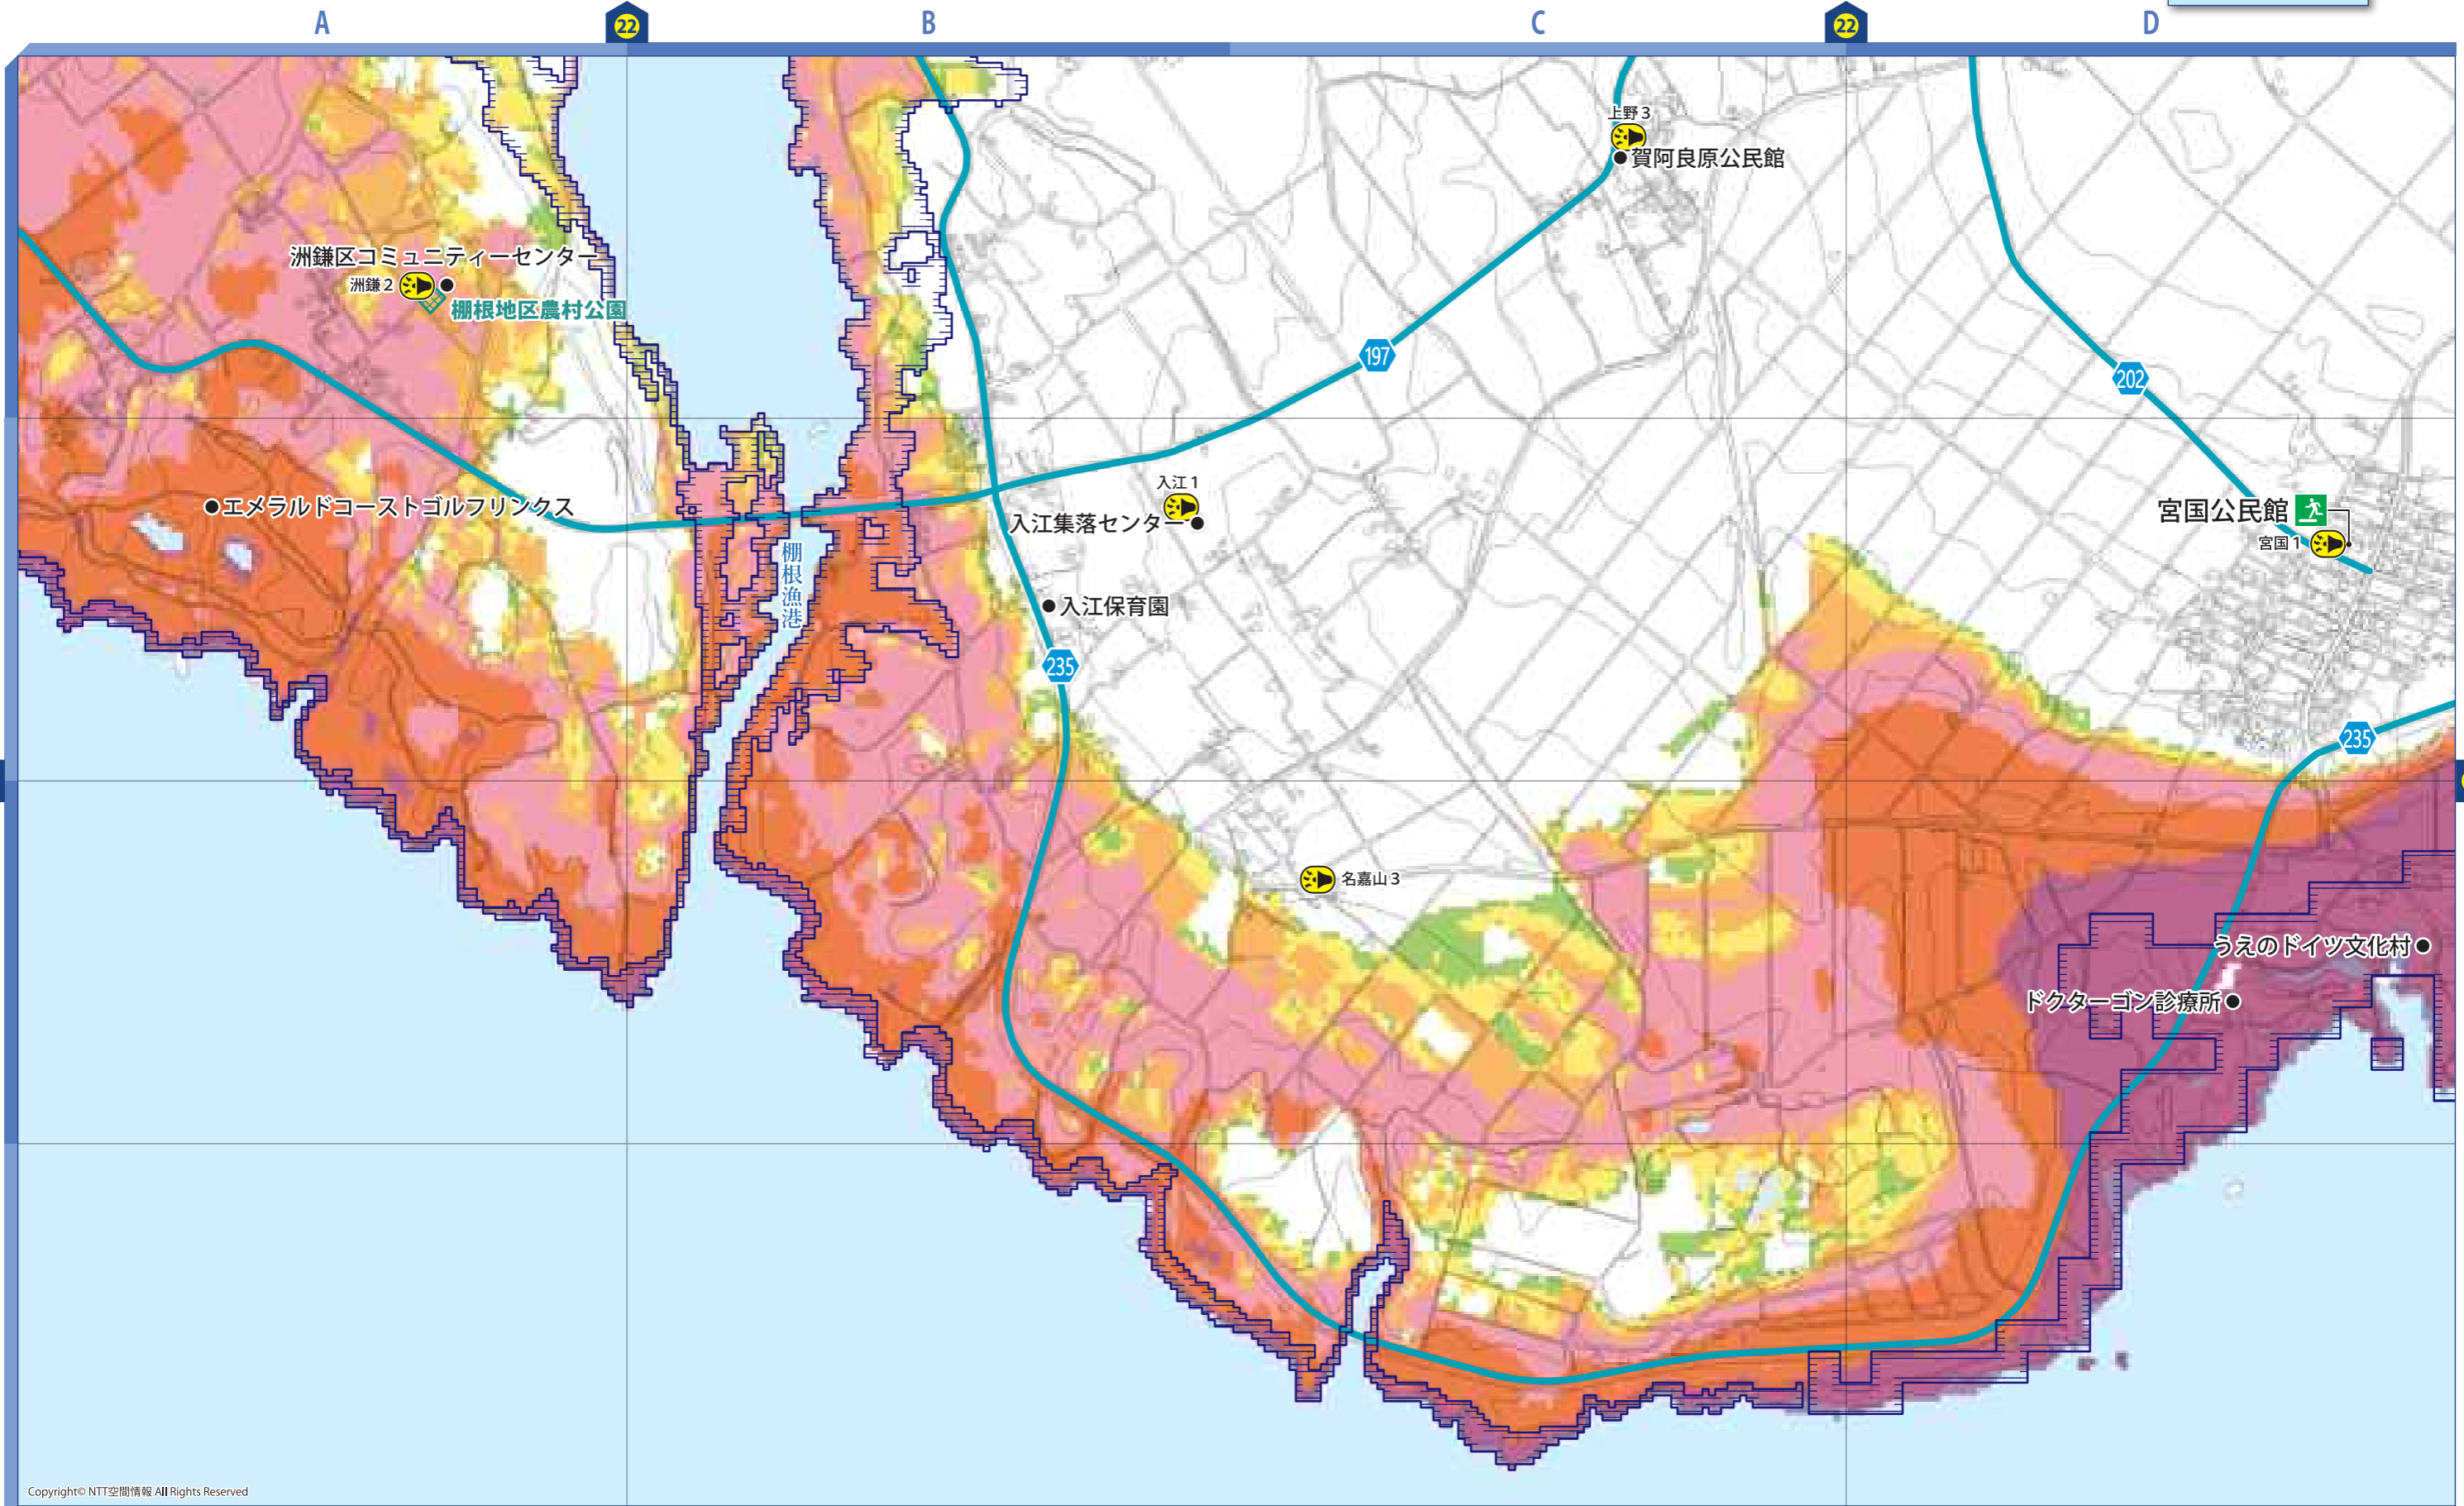 A
22
B
C
22
D
上野3
賀阿良原公民館
洲鎌区コミュニティーセンター
洲鎌2
棚根地区農村公園
197
202
エメラルドコーストゴルフリンクス
入江1
入江集落センター
宮国公民館
宮国1
棚根漁港
入江保育園
235
235
名嘉山3
うえのドイツ文化村
ドクターゴン診療所
Copyright© NTT空間情報 All Rights Reserved